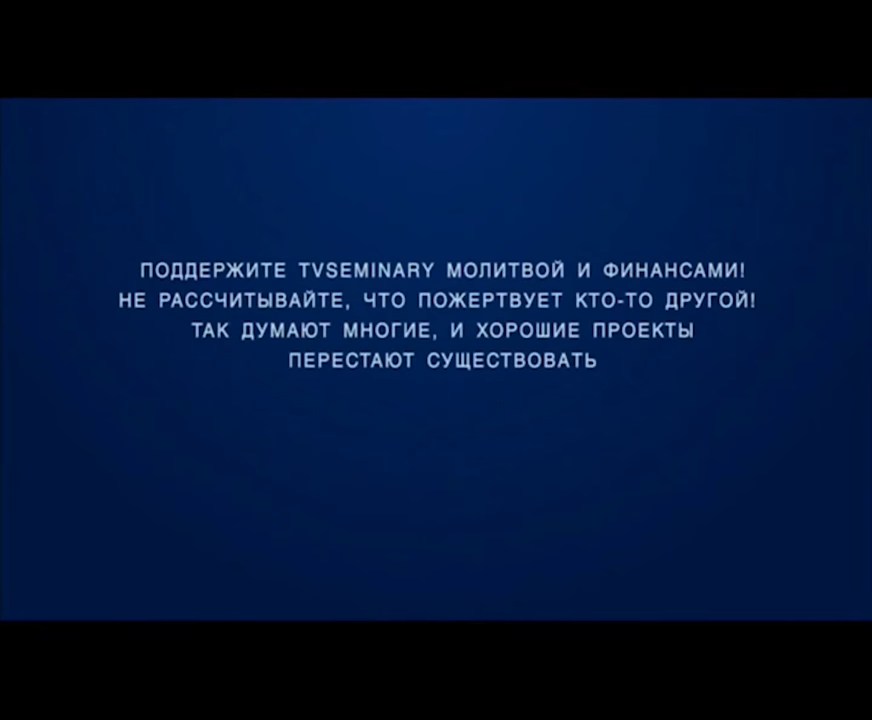 ПОДДЕРЖИТЕ TVSEMINARY МОЛИТВОЙ И ФИНАНСАМИ!
НЕ РАССЧИТЫВАЙТЕ, ЧТО ПОЖЕРТВУЕТ КТО-ТО ДРУГОЙ!
ТАК ДУМАЮТ МНОГИЕ, И ХОРОШИЕ ПРОЕКТЫ
ПЕРЕСТАЮТ СУЩЕСТВОВАТЬ